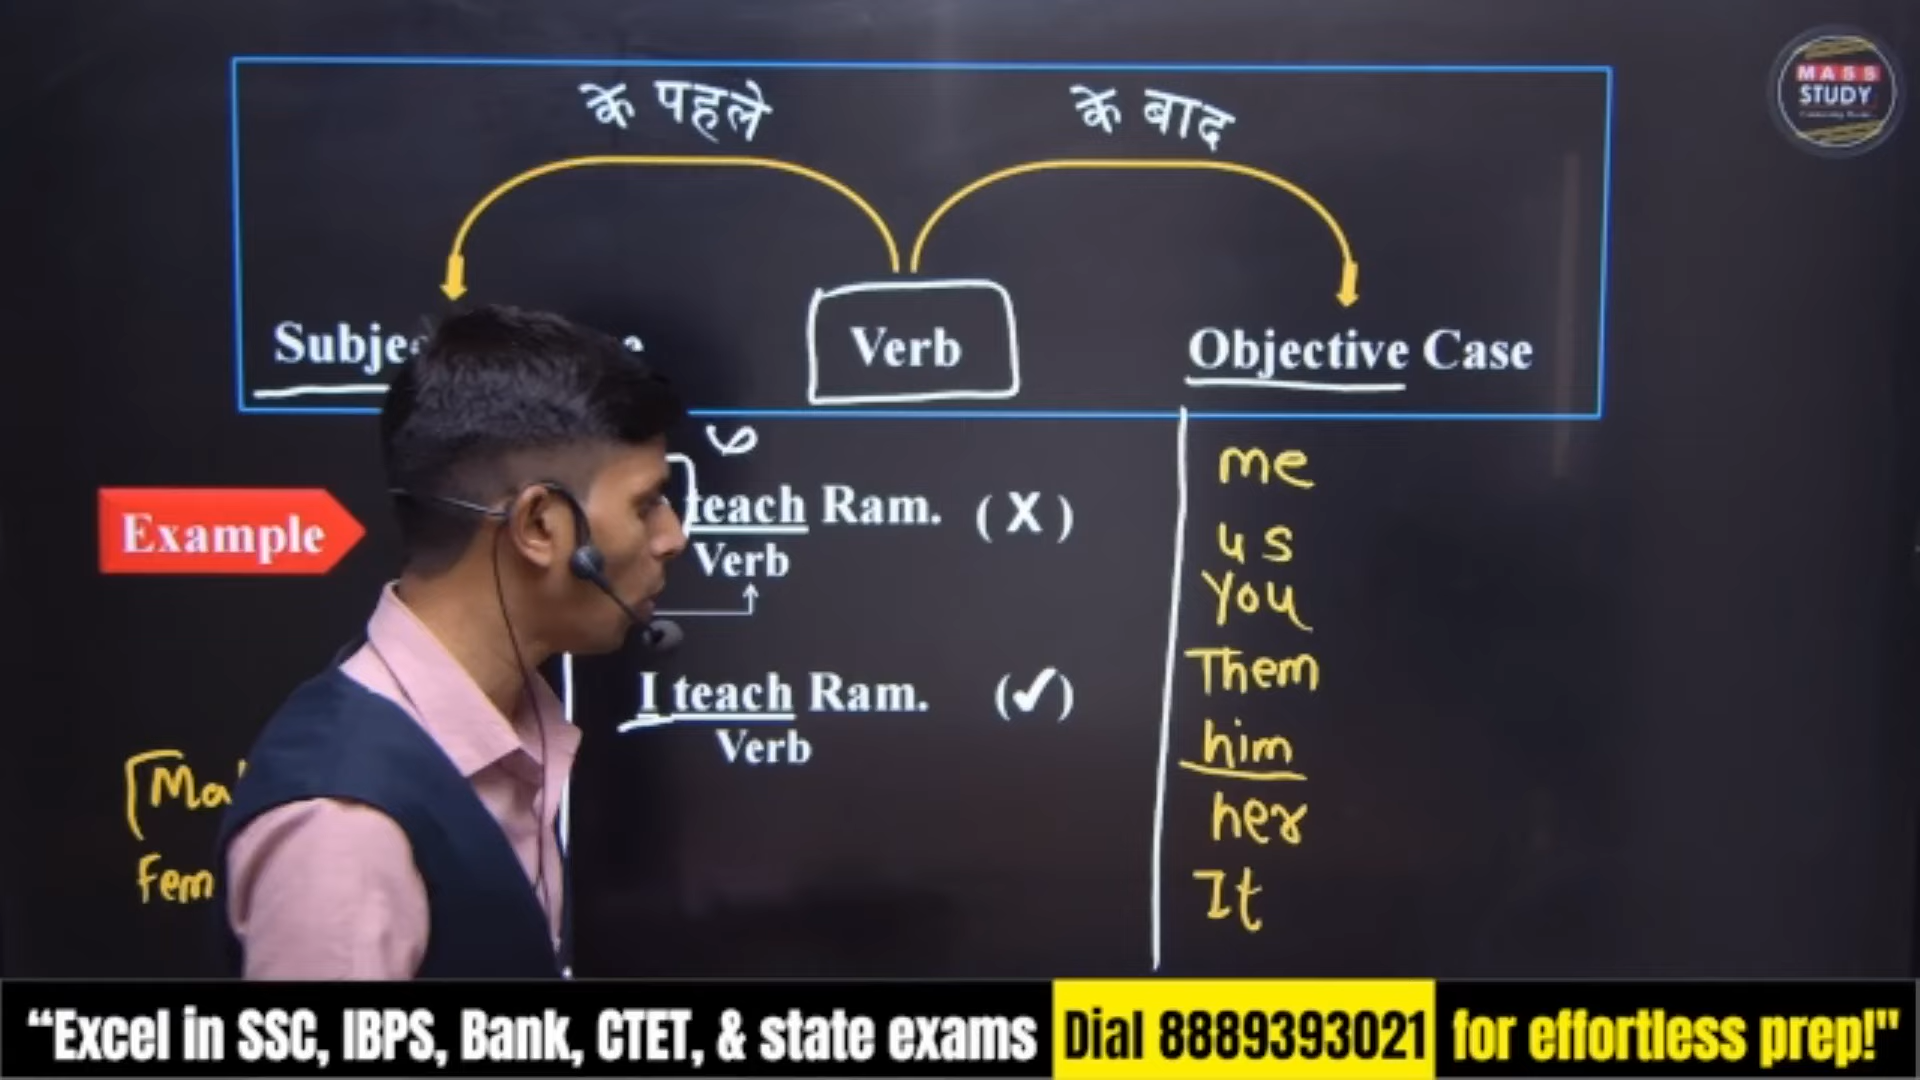 MASS
STUDY
के पहले
के बाद
Verb
Objective Case
teach Ram. (X)
Verb
Example
I teach Ram. (✓)
Verb
me
us
You
Them
him
her
It
Fem
“Excel in SSC, IBPS, Bank, CTET, & state exams Dial 8889393021 for effortless prep!"